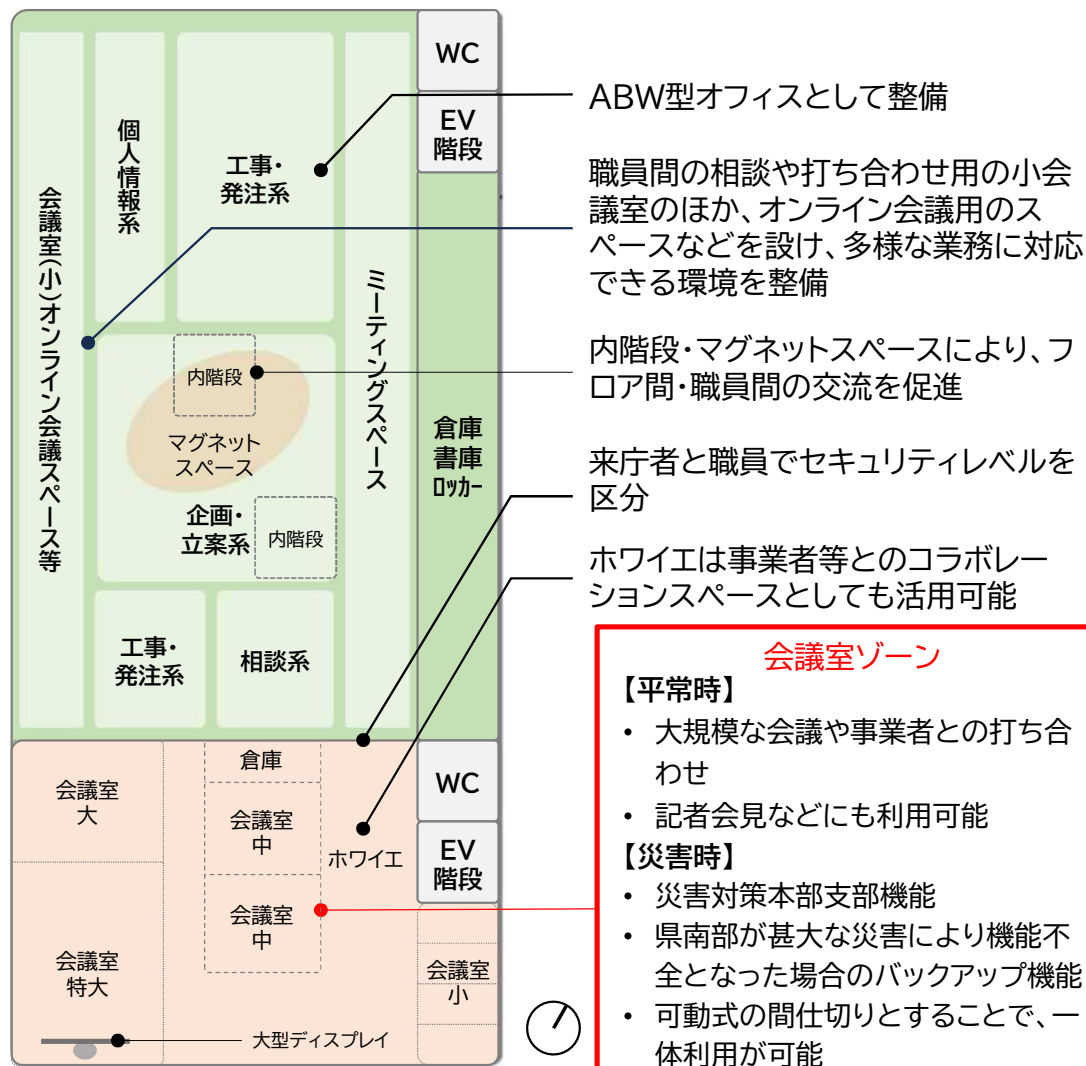 WC
EV
階段
個人情報系
工事・
発注系
会議室(小)オンライン会議スペース等
ミーティングスペース
内階段
マグネット
スペース
倉庫
書庫
ロッカー
企画・
立案系
内階段
工事・
発注系
相談系
倉庫
会議室
大
会議室
中
ホワイエ
WC
EV
階段
会議室
中
会議室
特大
会議室
小
大型ディスプレイ
ABW型オフィスとして整備
職員間の相談や打ち合わせ用の小会
議室のほか、オンライン会議用のス
ペースなどを設け、多様な業務に対応
できる環境を整備
内階段・マグネットスペースにより、フ
ロア間・職員間の交流を促進
来庁者と職員でセキュリティレベルを
区分
ホワイエは事業者等とのコラボレー
ションスペースとしても活用可能
会議室ゾーン
【平常時】
• 大規模な会議や事業者との打ち合
わせ
• 記者会見などにも利用可能
【災害時】
• 災害対策本部支部機能
• 県南部が甚大な災害により機能不
全となった場合のバックアップ機能
• 可動式の間仕切りとすることで、一
体利用が可能